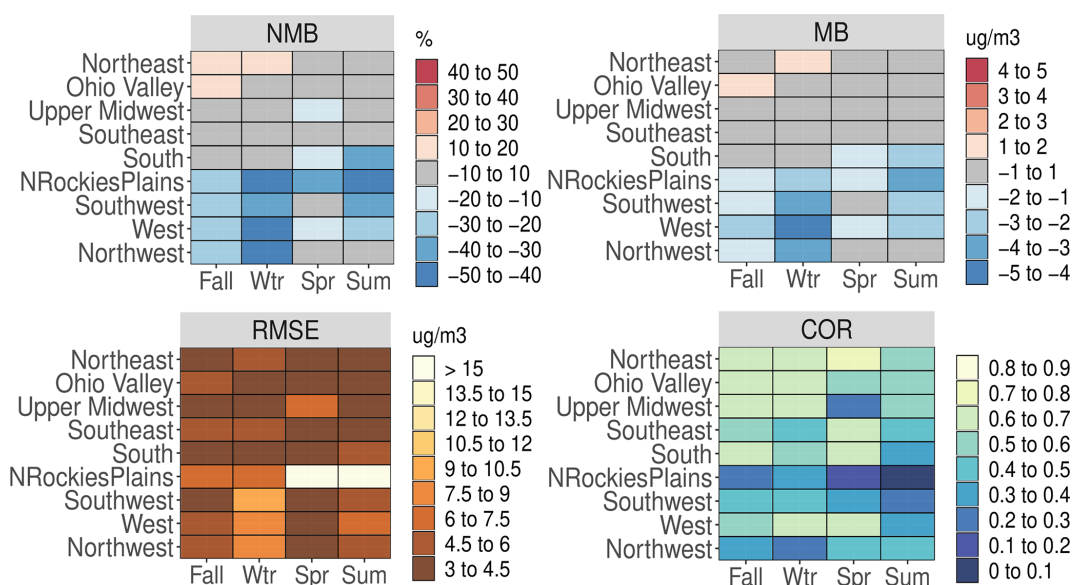 NMB
%
Northeast
Ohio Valley
Upper Midwest
Southeast
South
NRockiesPlains
Southwest
West
Northwest
Fall Wtr Spr Sum
40 to 50
30 to 40
20 to 30
10 to 20
−10 to 10
−20 to −10
−30 to −20
−40 to −30
−50 to −40
MB
ug/m3
Northeast
Ohio Valley
Upper Midwest
Southeast
South
NRockiesPlains
Southwest
West
Northwest
Fall Wtr Spr Sum
4 to 5
3 to 4
2 to 3
1 to 2
−1 to 1
−2 to −1
−3 to −2
−4 to −3
−5 to −4
RMSE
ug/m3
Northeast
Ohio Valley
Upper Midwest
Southeast
South
NRockiesPlains
Southwest
West
Northwest
Fall Wtr Spr Sum
> 15
13.5 to 15
12 to 13.5
10.5 to 12
9 to 10.5
7.5 to 9
6 to 7.5
4.5 to 6
3 to 4.5
COR
Northeast
Ohio Valley
Upper Midwest
Southeast
South
NRockiesPlains
Southwest
West
Northwest
Fall Wtr Spr Sum
0.8 to 0.9
0.7 to 0.8
0.6 to 0.7
0.5 to 0.6
0.4 to 0.5
0.3 to 0.4
0.2 to 0.3
0.1 to 0.2
0 to 0.1